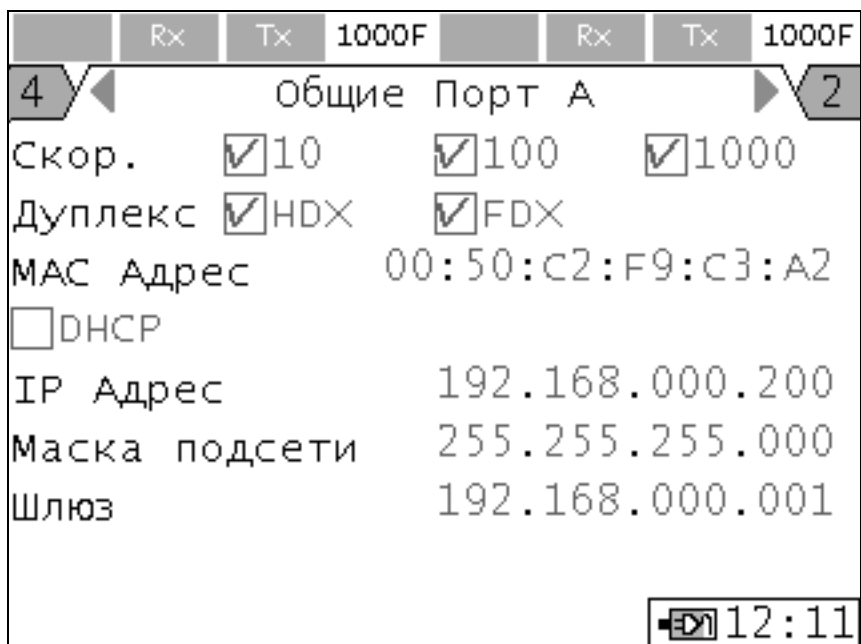 Rx Tx 1000F Rx Tx 1000F
4 Общие Порт A 2
Скор. 10 100 1000
Дуплекс HDX FDX
MAC Адрес 00:50:C2:F9:C3:A2
DHCP
IP Адрес 192.168.000.200
Маска подсети 255.255.255.000
Шлюз 192.168.000.001
12:11